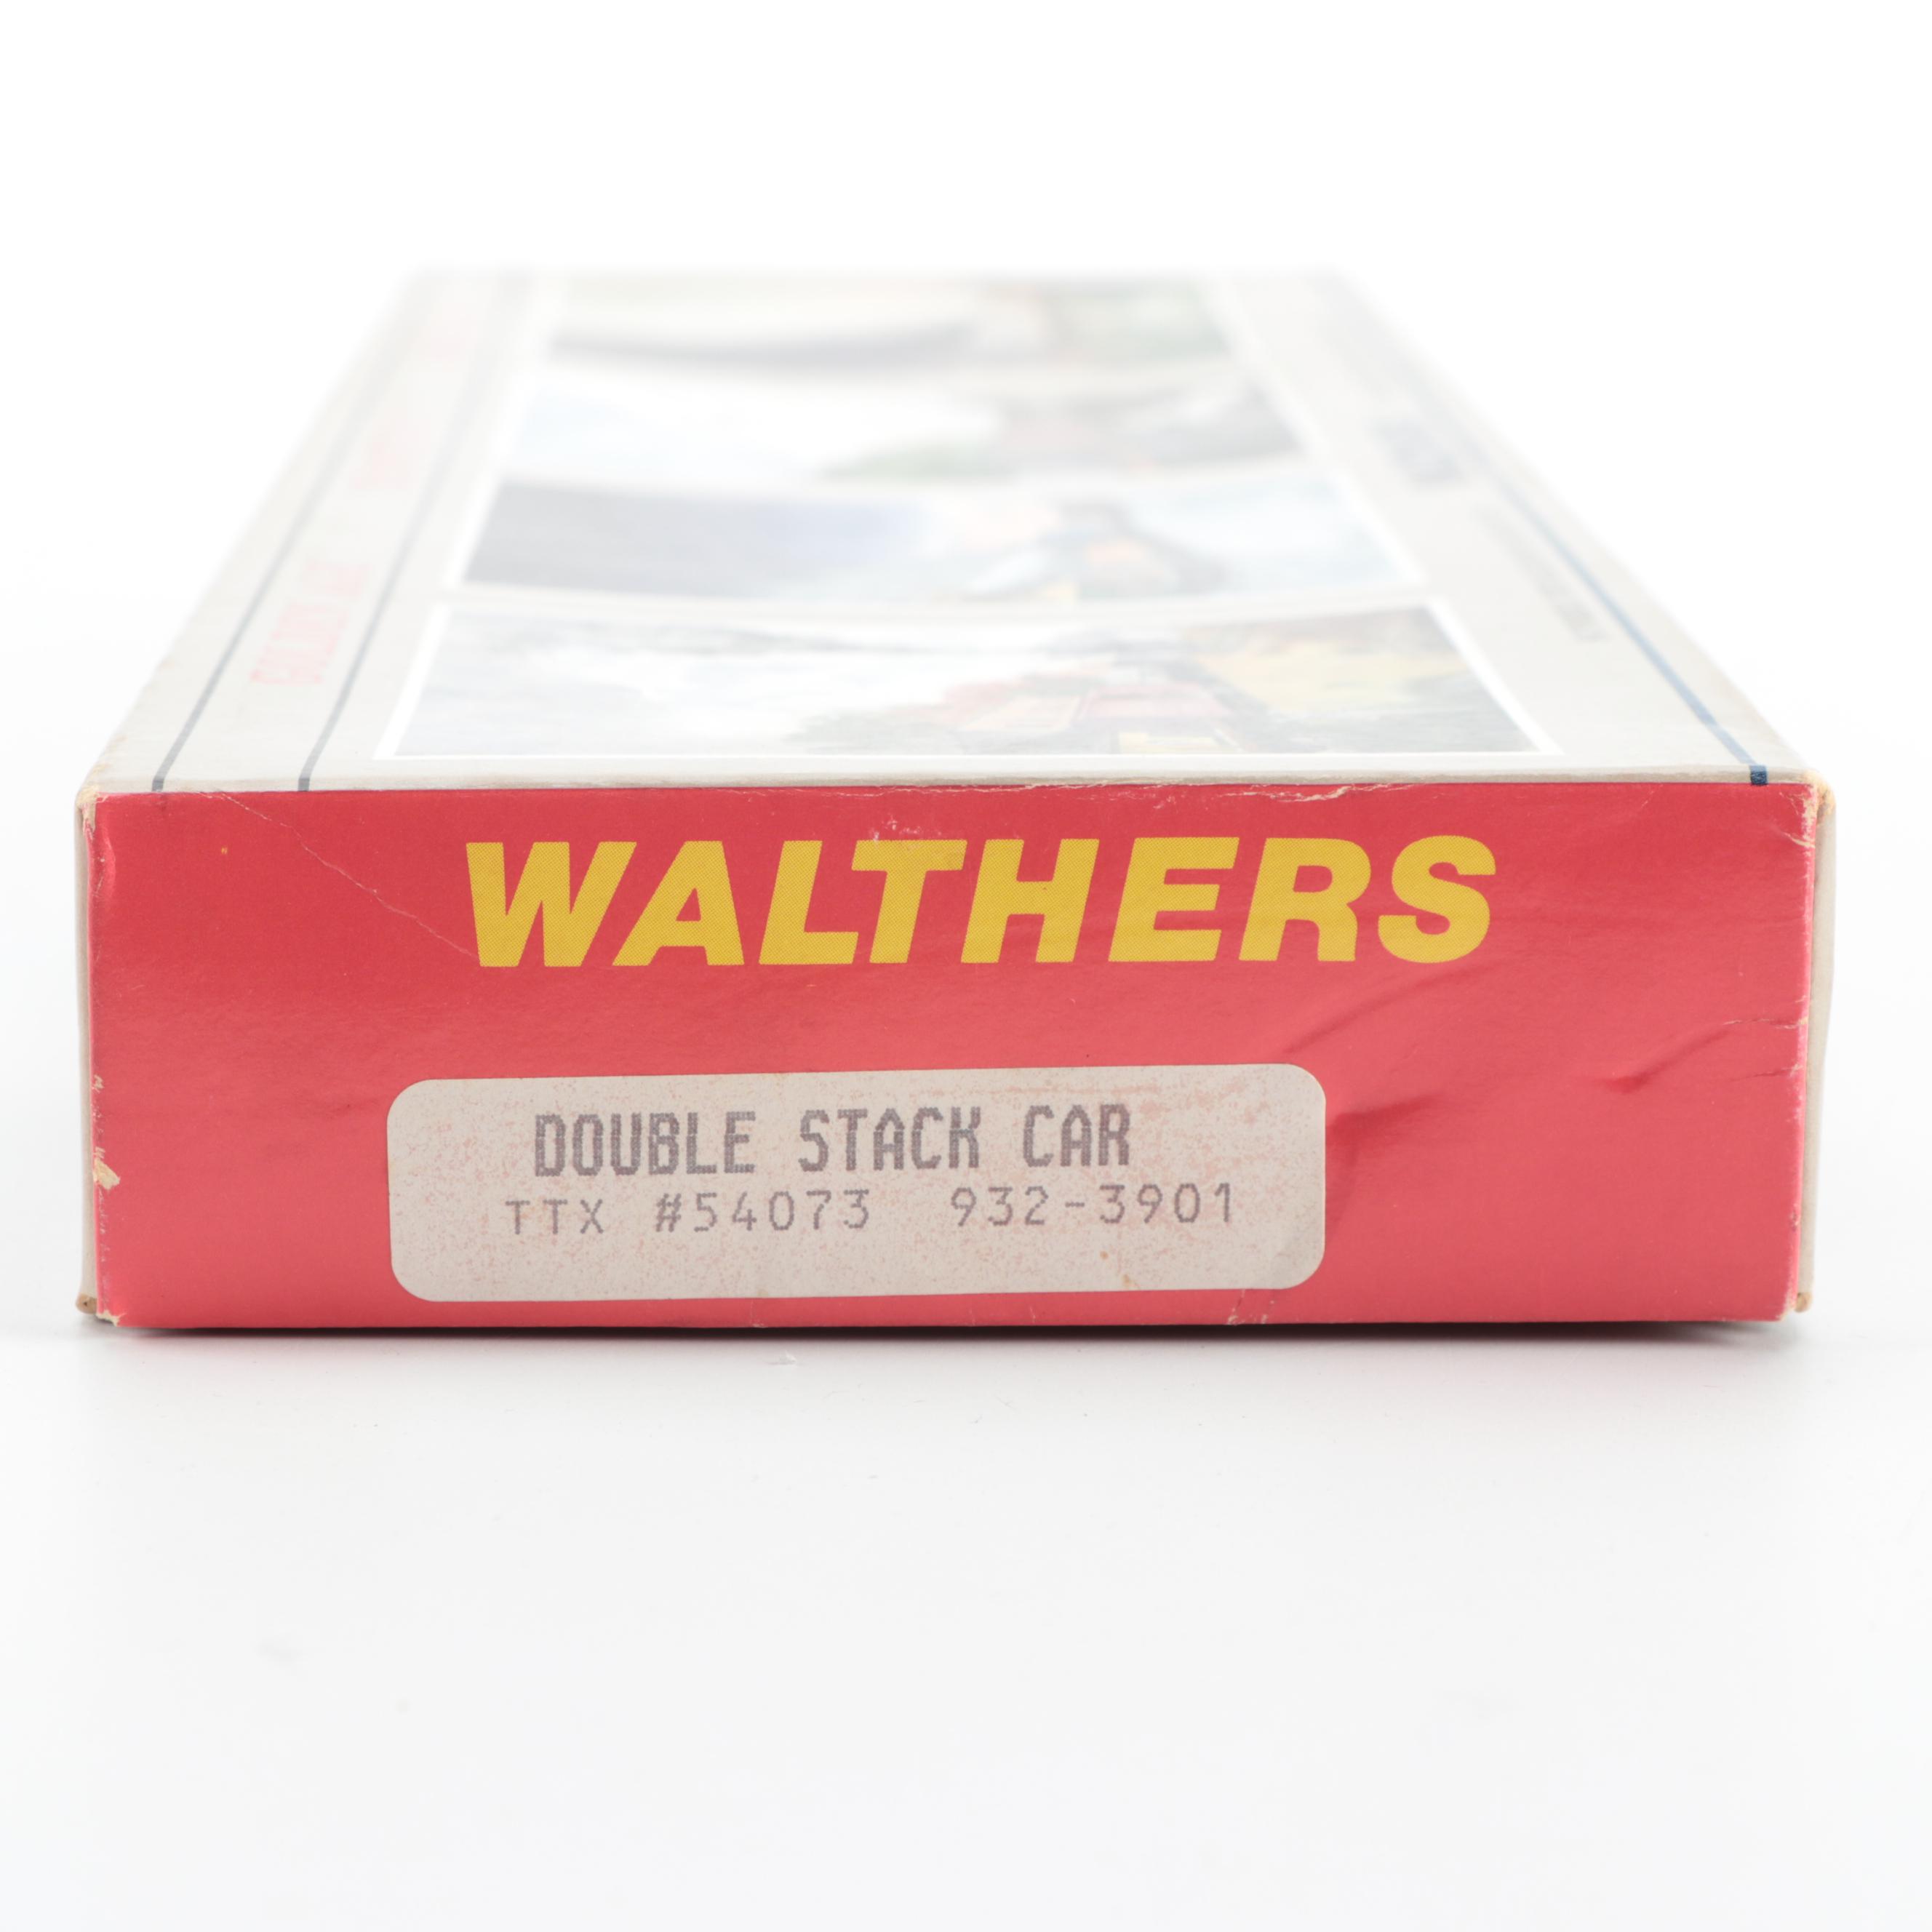 WALTHERS
DOUBLE STACK CAR
TTX #54073 932-3901